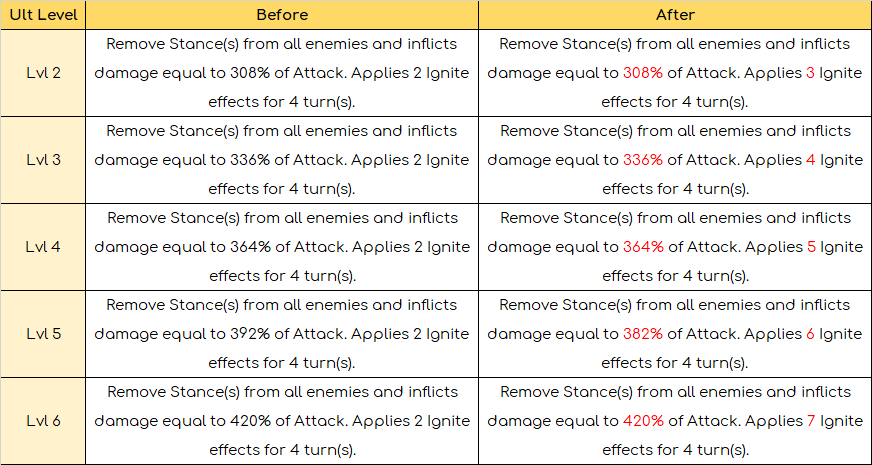 Ult Level Before After
Remove Stance(s) from all enemies and inflicts Remove Stance(s) from all enemies and inflicts
Lvl 2 damage equal to 308% of Attack. Applies 2 Ignite damage equal to 308% of Attack. Applies 3 Ignite
effects for 4 turn(s). effects for 4 turn(s).
Remove Stance(s) from all enemies and inflicts Remove Stance(s) from all enemies and inflicts
Lvl 3 damage equal to 336% of Attack. Applies 2 Ignite damage equal to 336% of Attack. Applies 4 Ignite
effects for 4 turn(s). effects for 4 turn(s).
Remove Stance(s) from all enemies and inflicts Remove Stance(s) from all enemies and inflicts
Lvl 4 damage equal to 364% of Attack. Applies 2 Ignite damage equal to 364% of Attack. Applies 5 Ignite
effects for 4 turn(s). effects for 4 turn(s).
Remove Stance(s) from all enemies and inflicts Remove Stance(s) from all enemies and inflicts
Lvl 5 damage equal to 392% of Attack. Applies 2 Ignite damage equal to 382% of Attack. Applies 6 Ignite
effects for 4 turn(s). effects for 4 turn(s).
Remove Stance(s) from all enemies and inflicts Remove Stance(s) from all enemies and inflicts
Lvl 6 damage equal to 420% of Attack. Applies 2 Ignite damage equal to 420% of Attack. Applies 7 Ignite
effects for 4 turn(s). effects for 4 turn(s).